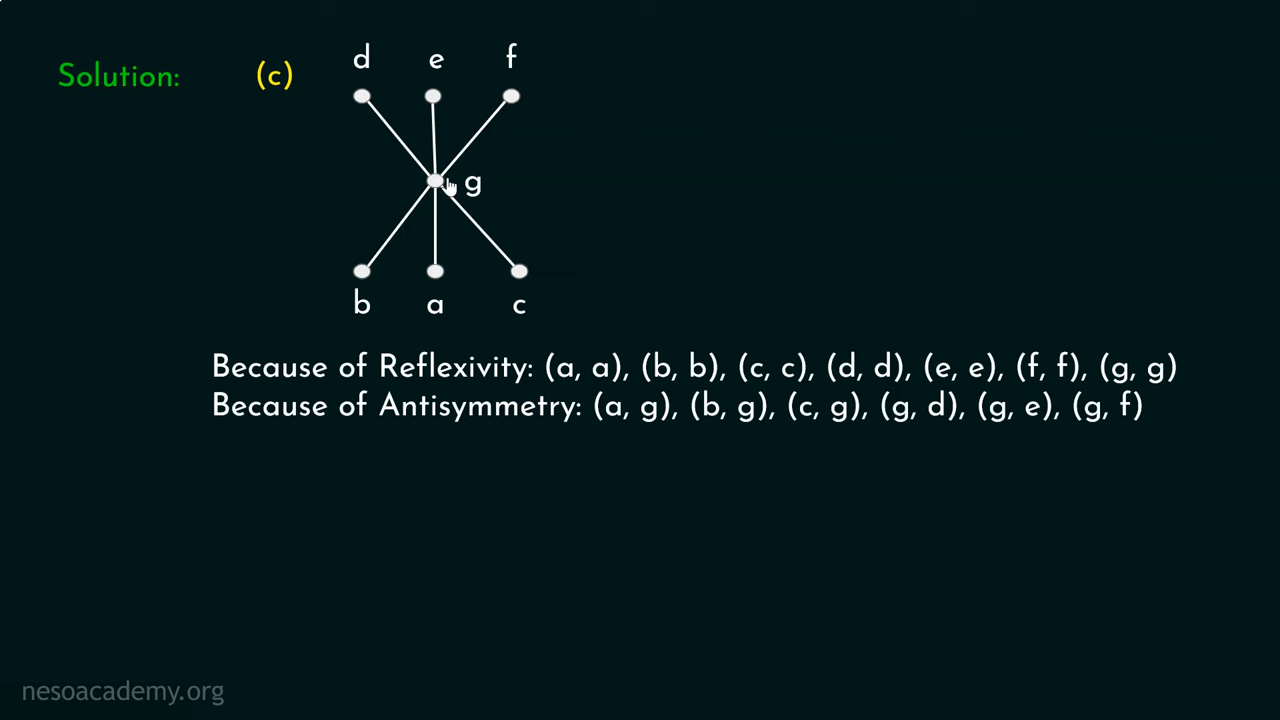 d e f
Solution: (c)
g
b a c
Because of Reflexivity: (a, a), (b, b), (c, c), (d, d), (e, e), (f, f), (g, g)
Because of Antisymmetry: (a, g), (b, g), (c, g), (g, d), (g, e), (g, f)
nesoacademy.org